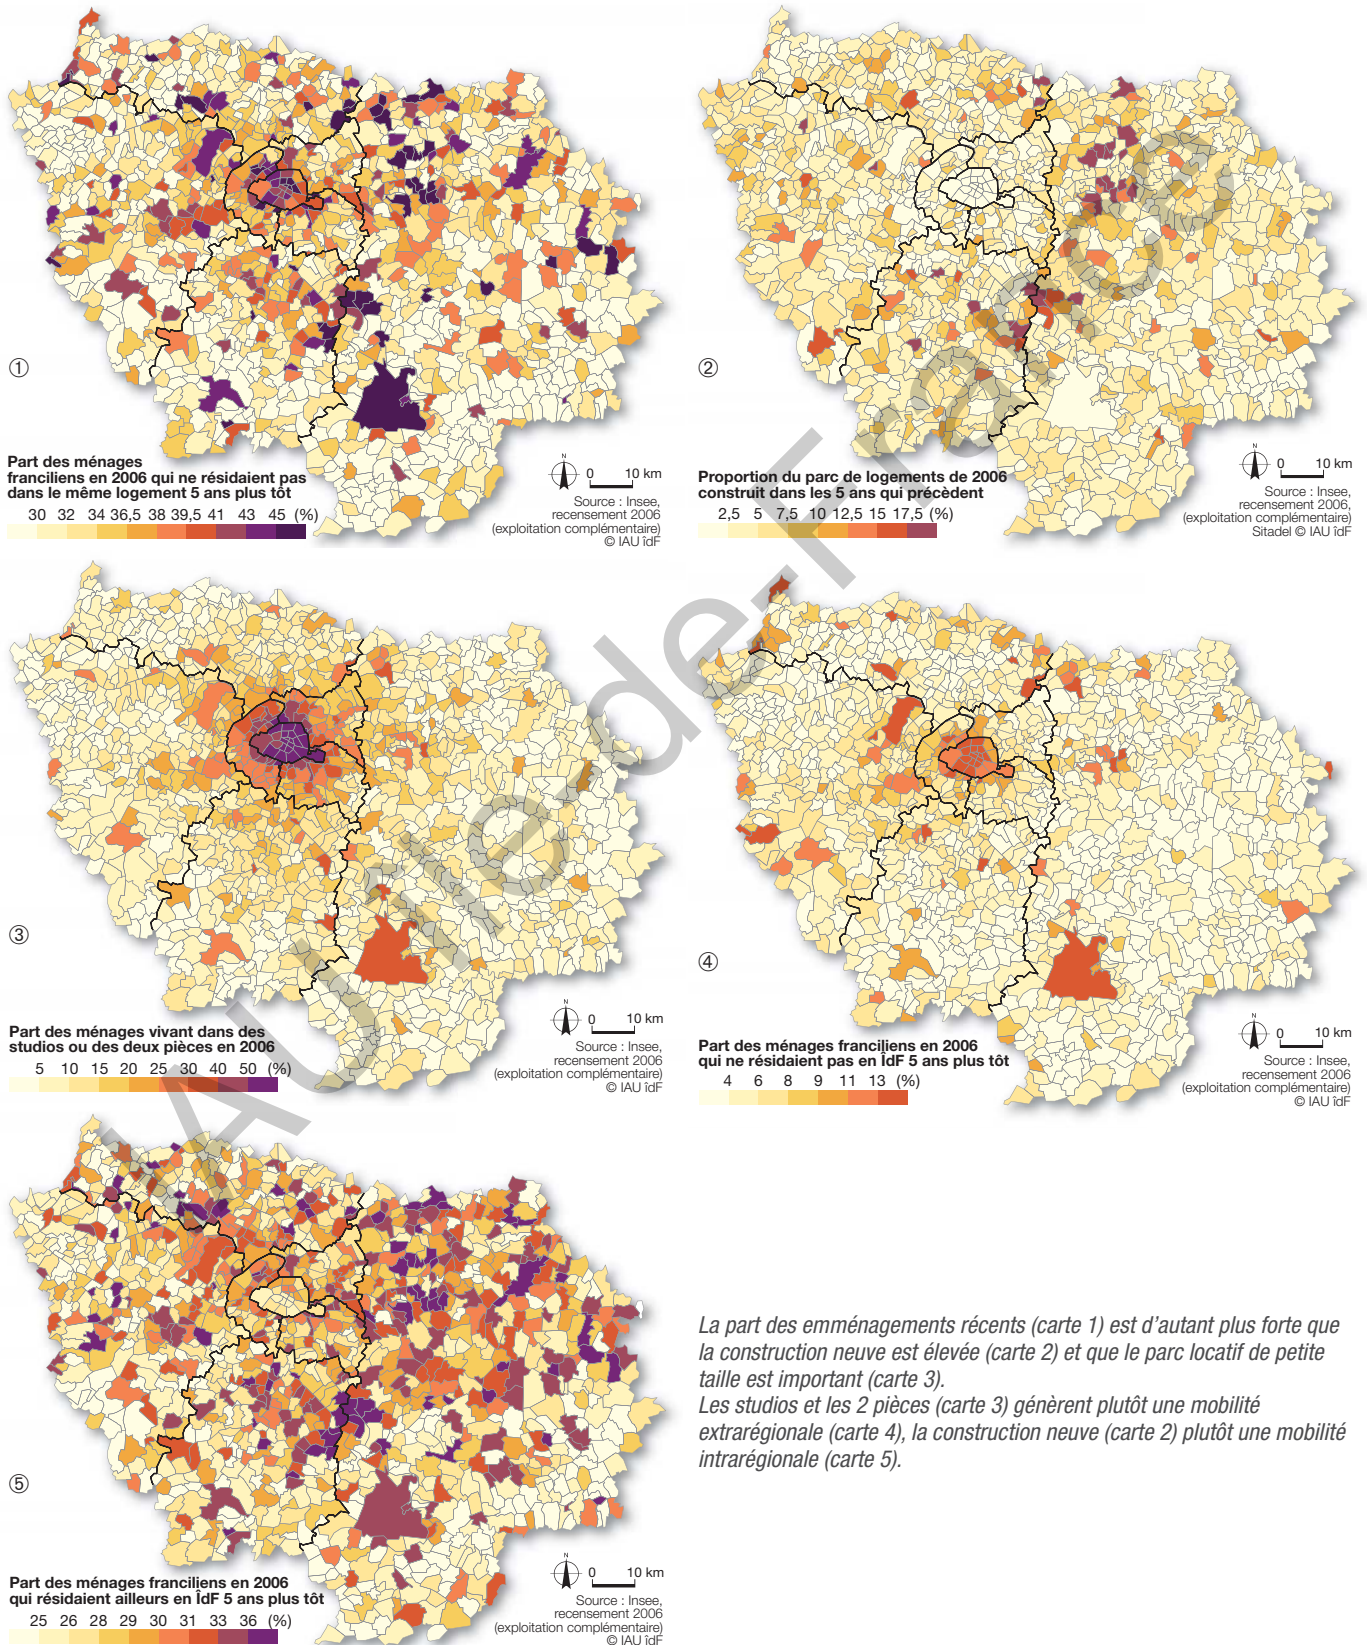 ①
Part des ménages
franciliens en 2006 qui ne résidaient pas
dans le même logement 5 ans plus tôt
30 32 34 36,5 38 39,5 41 43 45 (%)
N
0 10 km
Source : Insee,
recensement 2006
(exploitation complémentaire)
© IAU îdF
②
Proportion du parc de logements de 2006
construit dans les 5 ans qui précèdent
2,5 5 7,5 10 12,5 15 17,5 (%)
N
0 10 km
Source : Insee,
recensement 2006,
(exploitation complémentaire)
Sitadel © IAU îdF
③
Part des ménages vivant dans des
studios ou des deux pièces en 2006
5 10 15 20 25 30 40 50 (%)
N
0 10 km
Source : Insee,
recensement 2006
(exploitation complémentaire)
© IAU îdF
④
Part des ménages franciliens en 2006
qui ne résidaient pas en ÎdF 5 ans plus tôt
4 6 8 9 11 13 (%)
N
0 10 km
Source : Insee,
recensement 2006
(exploitation complémentaire)
© IAU îdF
⑤
Part des ménages franciliens en 2006
qui résidaient ailleurs en ÎdF 5 ans plus tôt
25 26 28 29 30 31 33 36 (%)
N
0 10 km
Source : Insee,
recensement 2006
(exploitation complémentaire)
© IAU îdF
La part des emménagements récents (carte 1) est d'autant plus forte que
la construction neuve est élevée (carte 2) et que le parc locatif de petite
taille est important (carte 3).
Les studios et les 2 pièces (carte 3) génèrent plutôt une mobilité
extrarégionale (carte 4), la construction neuve (carte 2) plutôt une mobilité
intrarégionale (carte 5).
IAU île-de-France